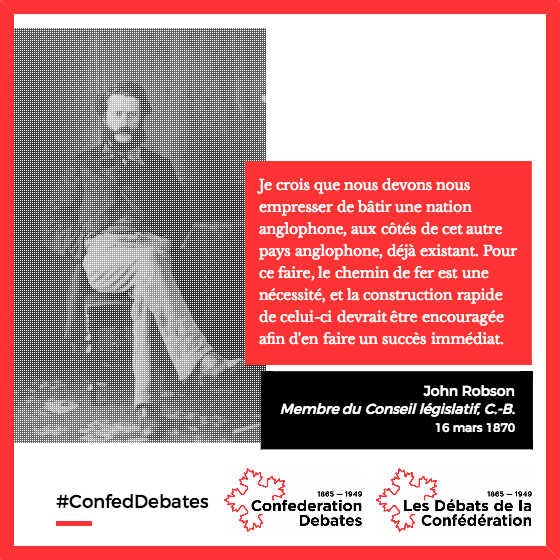 Je crois que nous devons nous
empresser de bâtir une nation
anglophone, aux côtés de cet autre
pays anglophone, déjà existant. Pour
ce faire, le chemin de fer est une
nécessité, et la construction rapide
de celui-ci devrait être encouragée
afin d'en faire un succès immédiat.
John Robson
Membre du Conseil législatif, C.-B.
16 mars 1870
#ConfedDebates
1865 — 1949
Confederation
Debates
1865 — 1949
Les Débats de la
Confédération